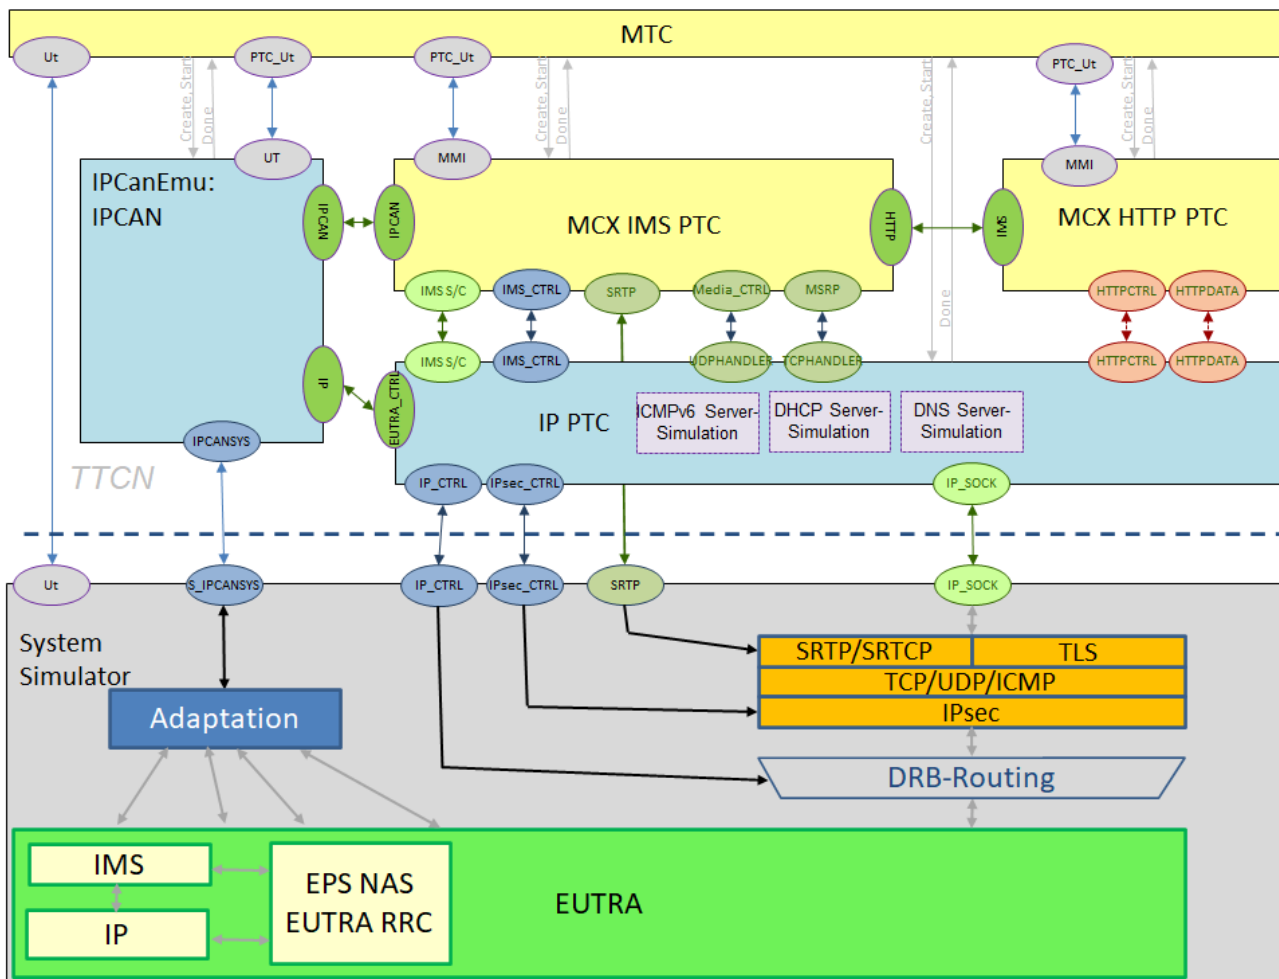 MTC
Ut
PTC_Ut
PTC_Ut
PTC_Ut
Create,Start
Done
Create,Start
Done
Create,Start
Done
Create,Start
Done
UT
MMI
MMI
IPCanEmu:
IPCAN
IPCAN
IPCAN
MCX IMS PTC
HTTP
SMI
MCX HTTP PTC
IMS S/C
IMS_CTRL
SRTP
Media_CTRL
MSRP
HTTPCTRL
HTTPDATA
IMS S/C
IMS_CTRL
UDPHANDLER
TCPHANDLER
HTTPCTRL
HTTPDATA
IP
EUTRA_CTRL
IP PTC
ICMPv6 Server-
Simulation
DHCP Server-
Simulation
DNS Server-
Simulation
IPCANSYS
TTCN
IP_CTRL
IPsec_CTRL
IP_SOCK
Ut
S_IPCANSYS
IP_CTRL
IPsec_CTRL
SRTP
IP_SOCK
System
Simulator
SRTP/SRTCP
TLS
TCP/UDP/ICMP
IPsec
Adaptation
DRB-Routing
IMS
IP
EPS NAS
EUTRA RRC
EUTRA